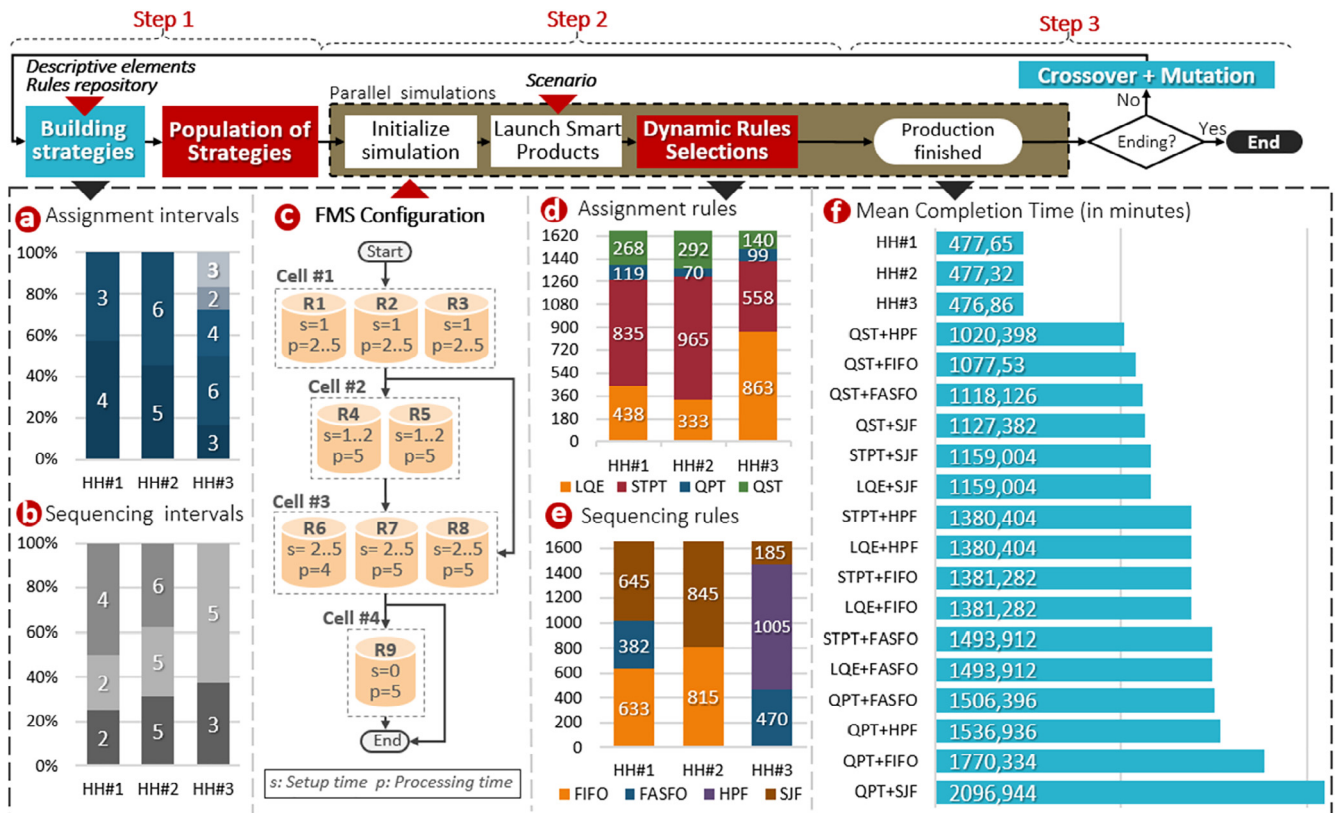 Step 1
Step 2
Step 3
Descriptive elements
Rules repository
Building
strategies
Population of
Strategies
Parallel simulations
Scenario
Initialize
simulation
Launch Smart
Products
Dynamic Rules
Selections
Production
finished
Crossover + Mutation
No
Ending?
Yes
End
a Assignment intervals
100%
80%
60%
40%
20%
0%
3
4
6
5
3
2
4
6
3
HH#1 HH#2 HH#3
b Sequencing intervals
100%
80%
60%
40%
20%
0%
4
2
2
6
5
5
5
3
HH#1 HH#2 HH#3
c FMS Configuration
Start
Cell #1
R1 R2 R3
s=1 s=1 s=1
p=2..5 p=2..5 p=2..5
Cell #2
R4 R5
s=1..2 s=1..2
p=5 p=5
Cell #3
R6 R7 R8
s= 2..5 s= 2..5 s=2..5
p=4 p=5 p=5
Cell #4
R9
s=0
p=5
End
s: Setup time p: Processing time
d Assignment rules
1620
1440
1260
1080
900
720
540
360
180
0
268
119
835
438
292
70
965
333
140
99
558
863
HH#1 HH#2 HH#3
LQE STPT QPT QST
e Sequencing rules
1600
1400
1200
1000
800
600
400
200
0
645
382
633
845
815
185
1005
470
HH#1 HH#2 HH#3
FIFO FASFO HPF SJF
f Mean Completion Time (in minutes)
HH#1 477,65
HH#2 477,32
HH#3 476,86
QST+HPF 1020,398
QST+FIFO 1077,53
QST+FASFO 1118,126
QST+SJF 1127,382
STPT+SJF 1159,004
LQE+SJF 1159,004
STPT+HPF 1380,404
LQE+HPF 1380,404
STPT+FIFO 1381,282
LQE+FIFO 1381,282
STPT+FASFO 1493,912
LQE+FASFO 1493,912
QPT+FASFO 1506,396
QPT+HPF 1536,936
QPT+FIFO 1770,334
QPT+SJF 2096,944